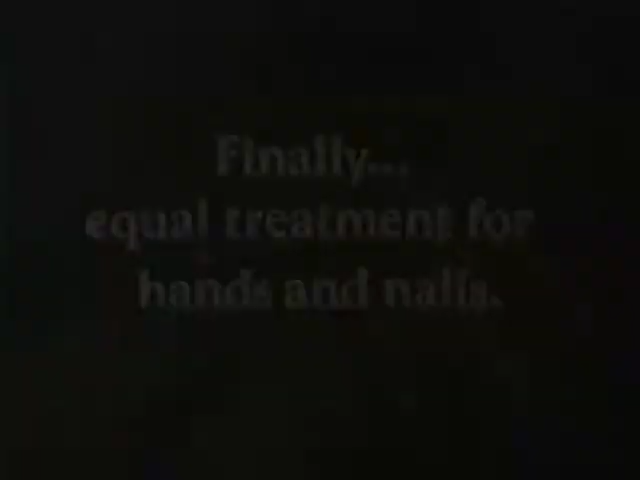 Finally...
equal treatment for
hands and nails.